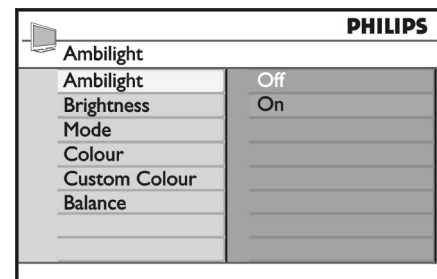 PHILIPS
Ambilight
Ambilight Off
Brightness On
Mode
Colour
Custom Colour
Balance